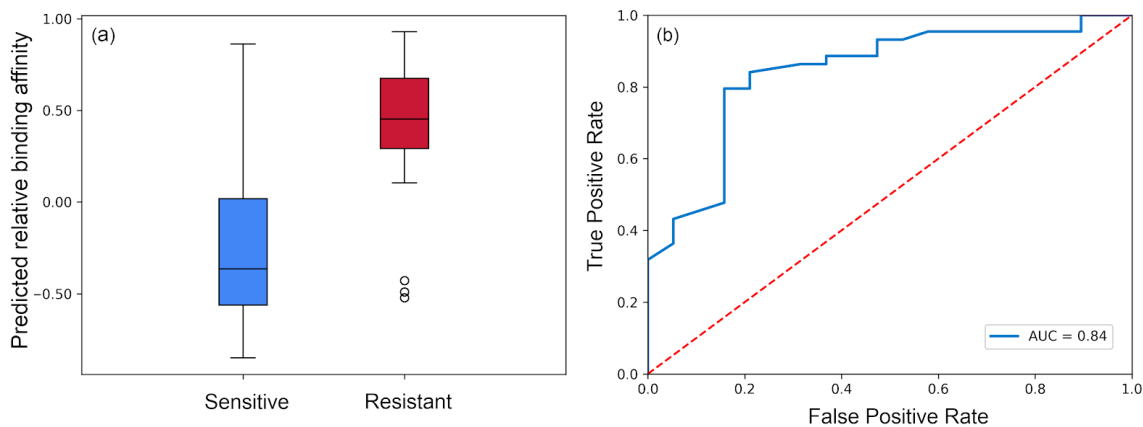 (a)
Predicted relative binding affinity
1.00
0.50
0.00
−0.50
Sensitive
Resistant
(b)
True Positive Rate
1.0
0.8
0.6
0.4
0.2
0.0
0.0 0.2 0.4 0.6 0.8 1.0
False Positive Rate
AUC = 0.84